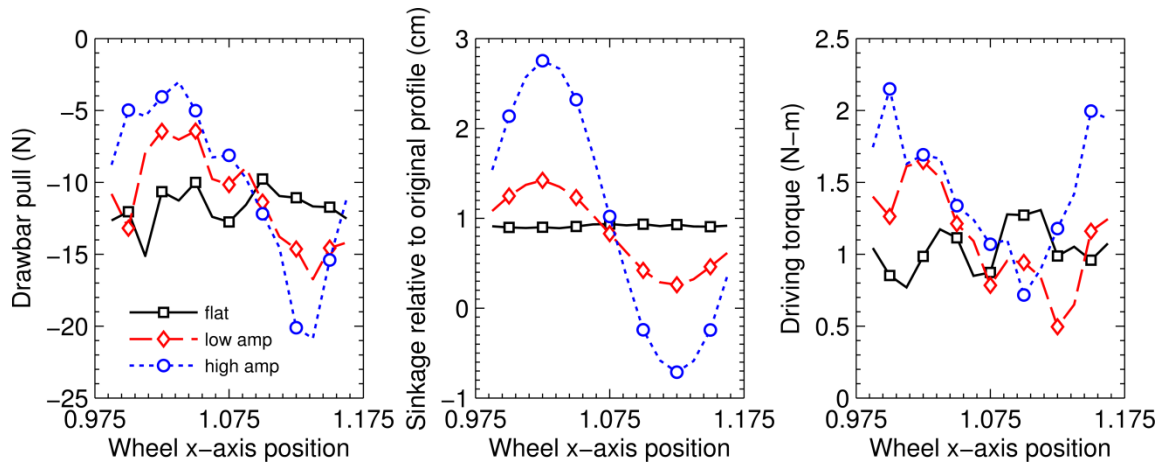 Drawbar pull (N)
0
−5
−10
−15
−20
−25
flat
low amp
high amp
0.975 1.075 1.175
Wheel x−axis position
Sinkage relative to original profile (cm)
3
2
1
0
−1
0.975 1.075 1.175
Wheel x−axis position
Driving torque (N−m)
2.5
2
1.5
1
0.5
0
0.975 1.075 1.175
Wheel x−axis position